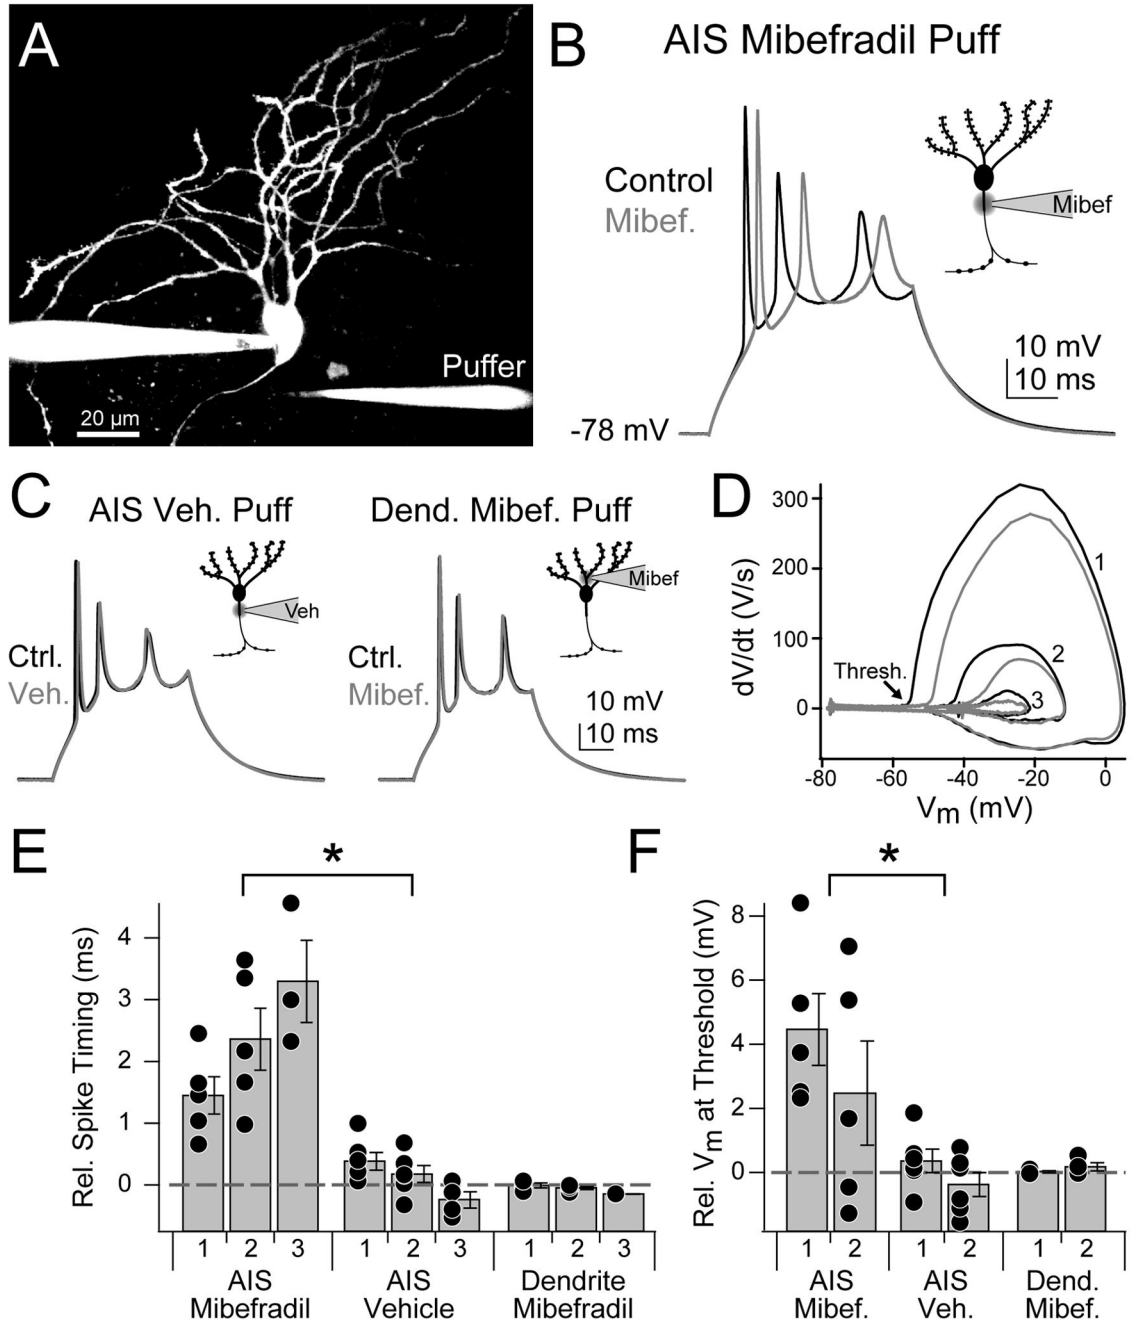 A
Puffer
20 µm
B
AIS Mibefradil Puff
Control
Mibef.
Mibef
10 mV
10 ms
-78 mV
C
AIS Veh. Puff
Dend. Mibef. Puff
Veh
Mibef
Ctrl.
Veh.
Ctrl.
Mibef.
10 mV
10 ms
D
dV/dt (V/s)
300
200
100
0
Thresh.
1
2
3
-80
-60
-40
-20
0
Vm (mV)
E
*
Rel. Spike Timing (ms)
4
3
2
1
0
1 2 3 1 2 3 1 2 3
AIS Mibefradil
AIS Vehicle
Dendrite Mibefradil
F
*
Rel. Vm at Threshold (mV)
8
6
4
2
0
1 2 1 2 1 2
AIS Mibef.
AIS Veh.
Dend. Mibef.